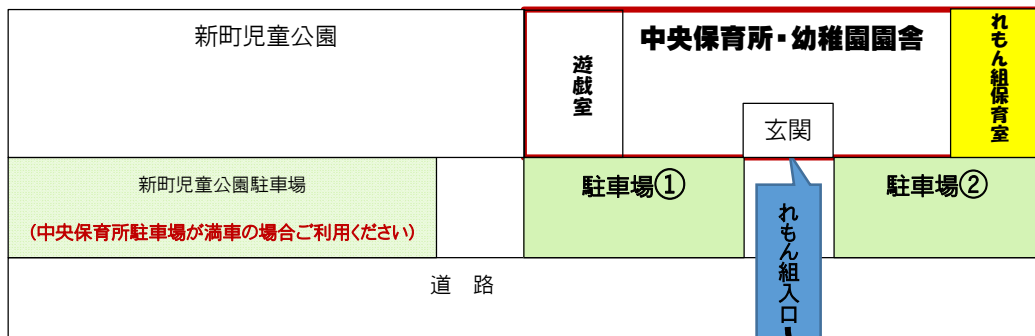 新町児童公園
中央保育所・幼稚園園舎
遊戯室
れもん組保育室
玄関
新町児童公園駐車場
(中央保育所駐車場が満車の場合ご利用ください)
駐車場①
駐車場②
れもん組入口
道　路